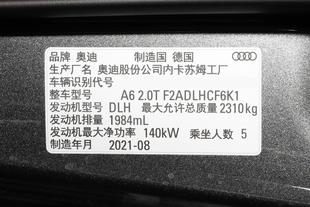 品牌 奥迪 制造国 德国
生产厂名 奥迪股份公司内卡苏姆工厂
车辆识别代号
整车型号 A6 2.0T F2ADLHCF6K1
发动机型号 DLH 最大允许总质量 2310kg
发动机排量 1984mL
发动机最大净功率 140kW 乘坐人数 5
制造年月 2021-08